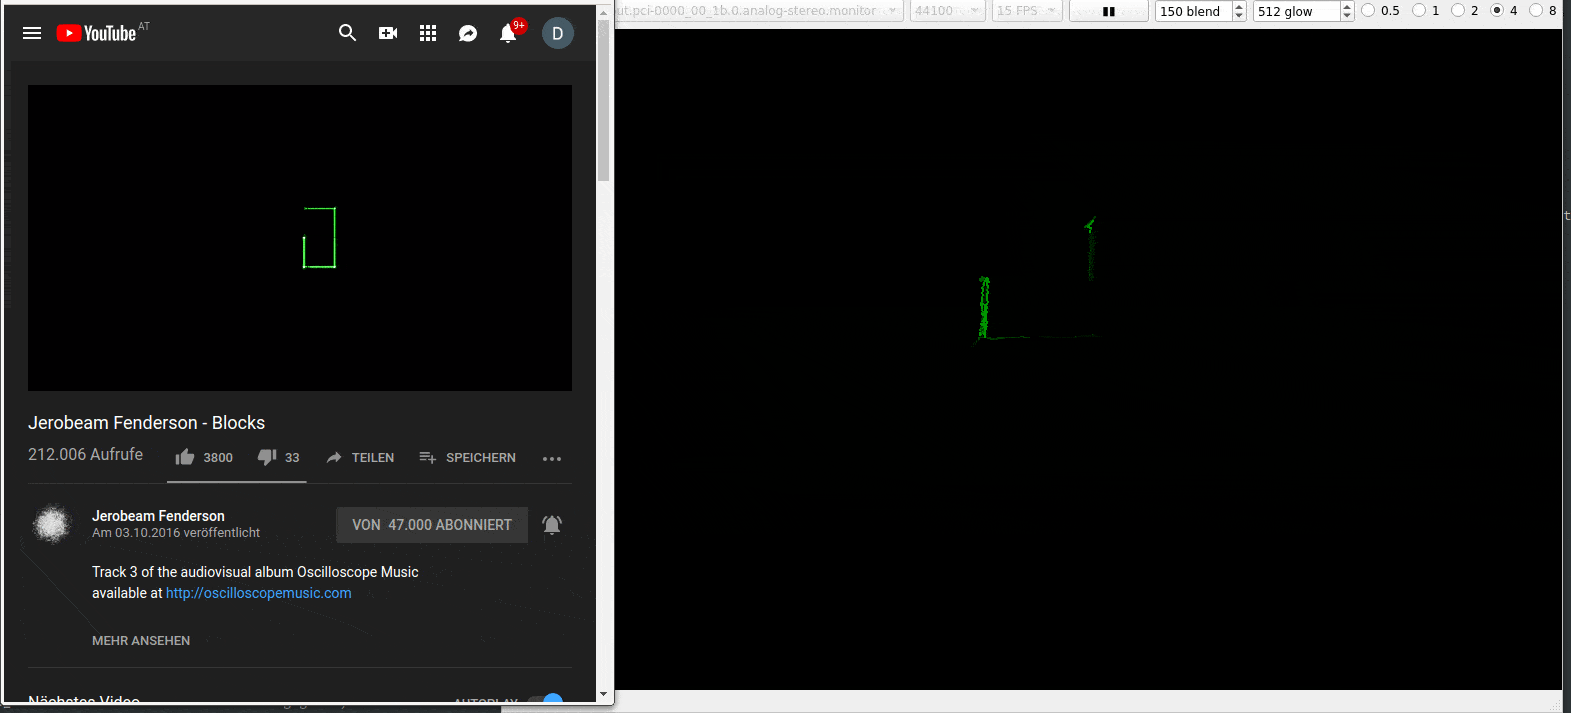 YouTube AT
9+
D
Jerobeam Fenderson - Blocks
212.006 Aufrufe
3800
33
TEILEN
SPEICHERN
Jerobeam Fenderson
Am 03.10.2016 veröffentlicht
VON 47.000 ABONNIERT
Track 3 of the audiovisual album Oscilloscope Music
available at http://oscilloscopemusic.com
MEHR ANSEHEN
Nächstes Video
AUTOPLAY
ut.pci-0000_00_1b.0.analog-stereo.monitor
44100
15 FPS
150 blend
512 glow
0.5
1
2
4
8
t